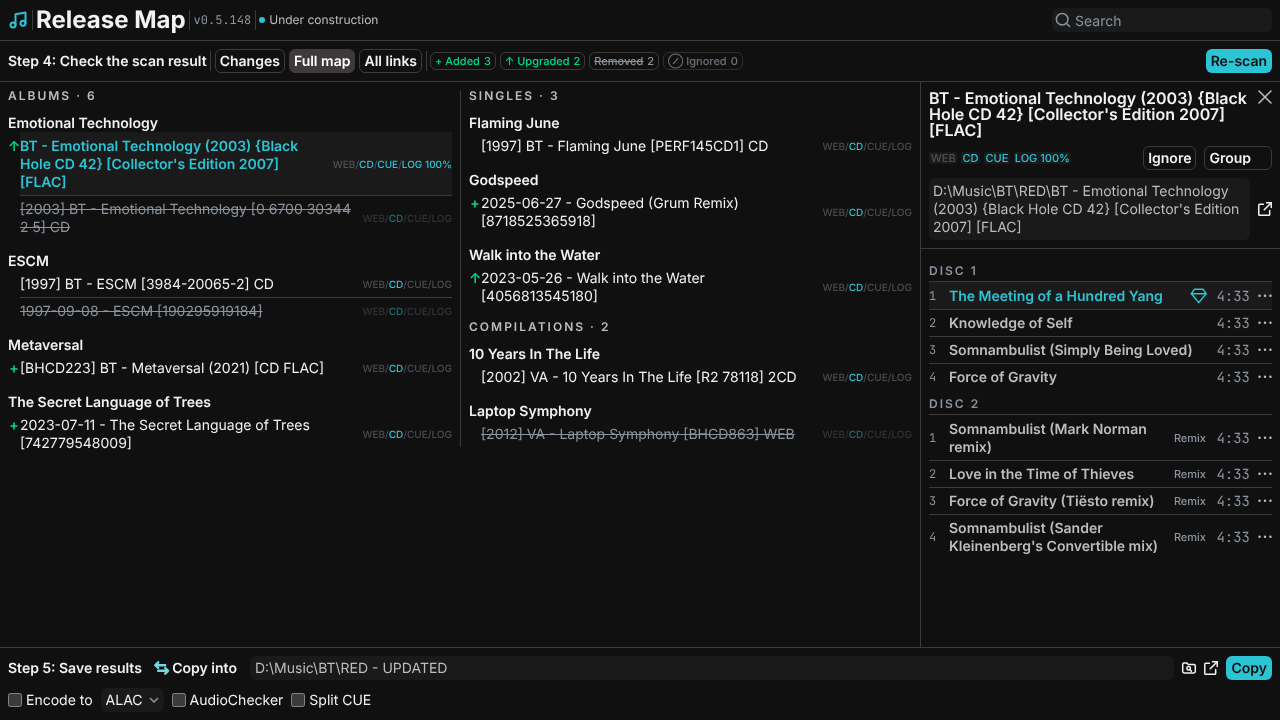 Release Map v0.5.148 Under construction Search
Step 4: Check the scan result Changes Full map All links + Added 3 ↑ Upgraded 2 Removed 2 Ignored 0 Re-scan
ALBUMS · 6
Emotional Technology
↑BT - Emotional Technology (2003) {Black
Hole CD 42} [Collector's Edition 2007]
[FLAC]
WEB/CD/CUE/LOG 100%
[2003] BT - Emotional Technology [0 6700 30344
2 5] CD
WEB/CD/CUE/LOG
ESCM
[1997] BT - ESCM [3984-20065-2] CD WEB/CD/CUE/LOG
1997-09-08 - ESCM [190295919184] WEB/CD/CUE/LOG
Metaversal
+[BHCD223] BT - Metaversal (2021) [CD FLAC] WEB/CD/CUE/LOG
The Secret Language of Trees
+2023-07-11 - The Secret Language of Trees
[742779548009]
WEB/CD/CUE/LOG
SINGLES · 3
Flaming June
[1997] BT - Flaming June [PERF145CD1] CD WEB/CD/CUE/LOG
Godspeed
+2025-06-27 - Godspeed (Grum Remix)
[8718525365918]
WEB/CD/CUE/LOG
Walk into the Water
↑2023-05-26 - Walk into the Water
[4056813545180]
WEB/CD/CUE/LOG
COMPILATIONS · 2
10 Years In The Life
[2002] VA - 10 Years In The Life [R2 78118] 2CD WEB/CD/CUE/LOG
Laptop Symphony
[2012] VA - Laptop Symphony [BHCD863] WEB WEB/CD/CUE/LOG
BT - Emotional Technology (2003) {Black
Hole CD 42} [Collector's Edition 2007]
[FLAC]
WEB CD CUE LOG 100% Ignore Group
D:\Music\BT\RED\BT - Emotional Technology
(2003) {Black Hole CD 42} [Collector's Edition
2007] [FLAC]
DISC 1
1 The Meeting of a Hundred Yang 4:33
2 Knowledge of Self 4:33
3 Somnambulist (Simply Being Loved) 4:33
4 Force of Gravity 4:33
DISC 2
1 Somnambulist (Mark Norman
remix) Remix 4:33
2 Love in the Time of Thieves Remix 4:33
3 Force of Gravity (Tiësto remix) Remix 4:33
4 Somnambulist (Sander
Kleinenberg's Convertible mix) Remix 4:33
Step 5: Save results Copy into D:\Music\BT\RED - UPDATED Copy
Encode to ALAC AudioChecker Split CUE